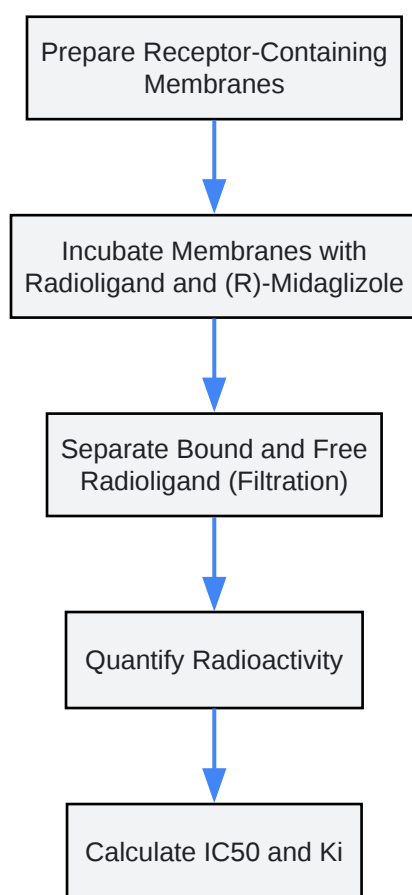 Prepare Receptor-Containing
Membranes
Incubate Membranes with
Radioligand and (R)-Midaglizole
Separate Bound and Free
Radioligand (Filtration)
Quantify Radioactivity
Calculate IC50 and Ki